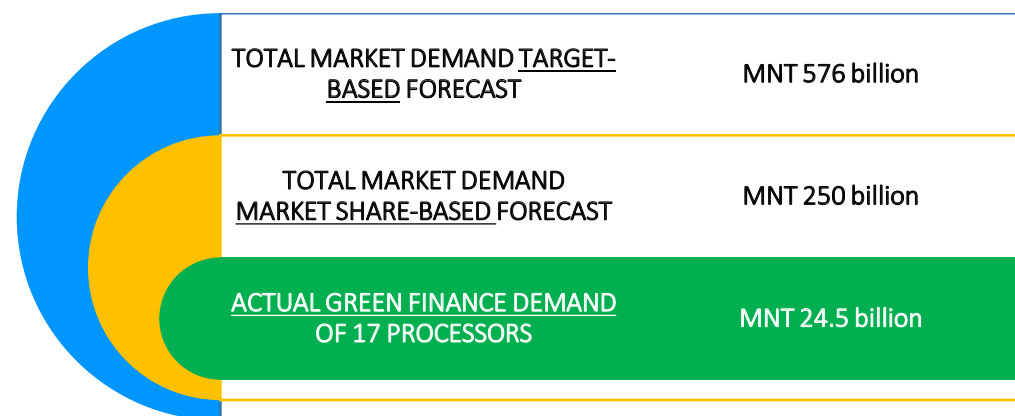 TOTAL MARKET DEMAND TARGET-
BASED FORECAST
MNT 576 billion
TOTAL MARKET DEMAND
MARKET SHARE-BASED FORECAST
MNT 250 billion
ACTUAL GREEN FINANCE DEMAND
OF 17 PROCESSORS
MNT 24.5 billion